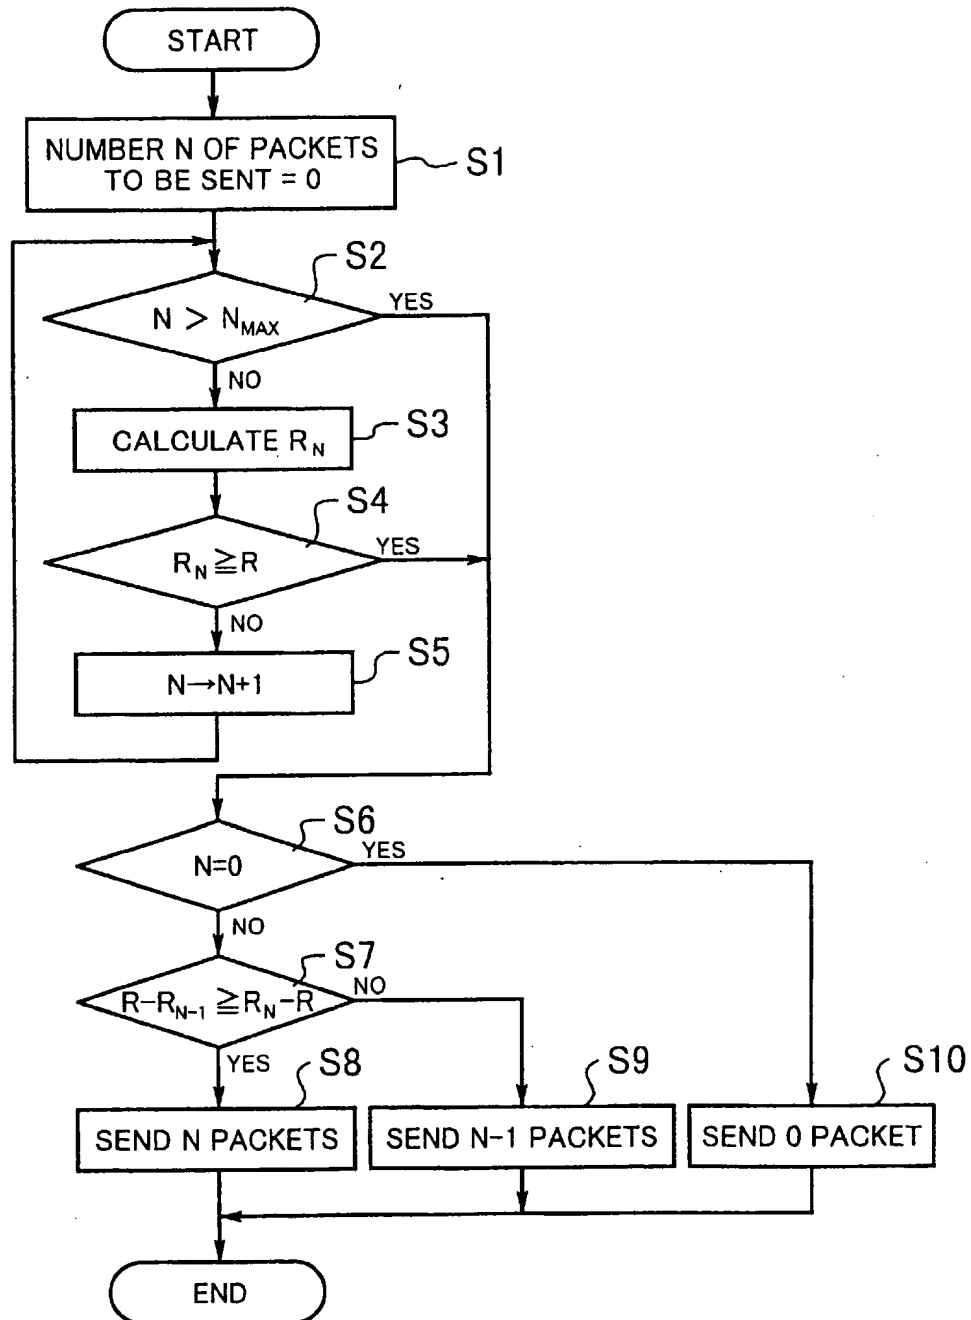 START
NUMBER N OF PACKETS
TO BE SENT = 0
S1
S2
N > NMAX
YES
NO
CALCULATE RN
S3
S4
RN ≧ R
YES
NO
N→N+1
S5
S6
N=0
YES
NO
S7
R−RN−1 ≧ RN−R
NO
YES
S8
SEND N PACKETS
S9
SEND N−1 PACKETS
S10
SEND 0 PACKET
END